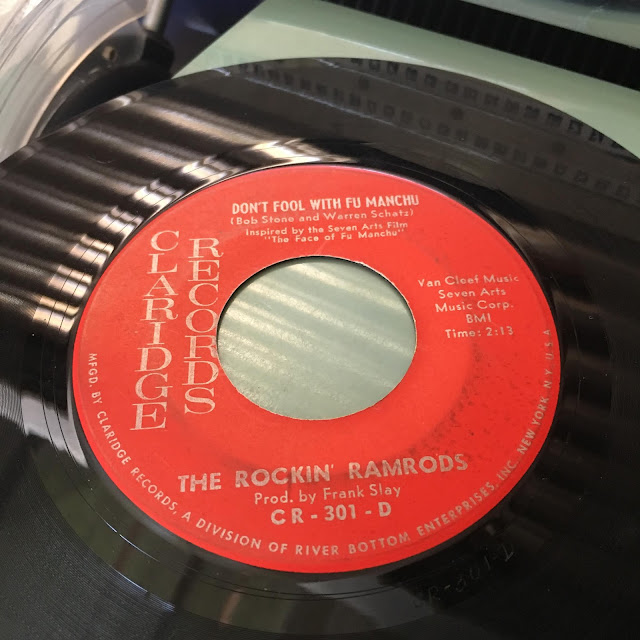 DON'T FOOL WITH FU MANCHU
(Bob Stone and Warren Schatz)
Inspired by the Seven Arts Film
"The Face of Fu Manchu"
CLARIDGE
RECORDS
Van Cleef Music
Seven Arts
Music Corp.
BMI
Time: 2:13
THE ROCKIN' RAMRODS
Prod. by Frank Slay
CR-301-D
MFGD. BY CLARIDGE RECORDS, A DIVISION OF RIVER BOTTOM ENTERPRISES, INC. NEW YORK, N.Y. U.S.A.